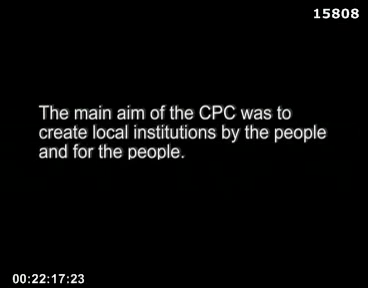 15808
The main aim of the CPC was to
create local institutions by the people
and for the people.
00:22:17:23